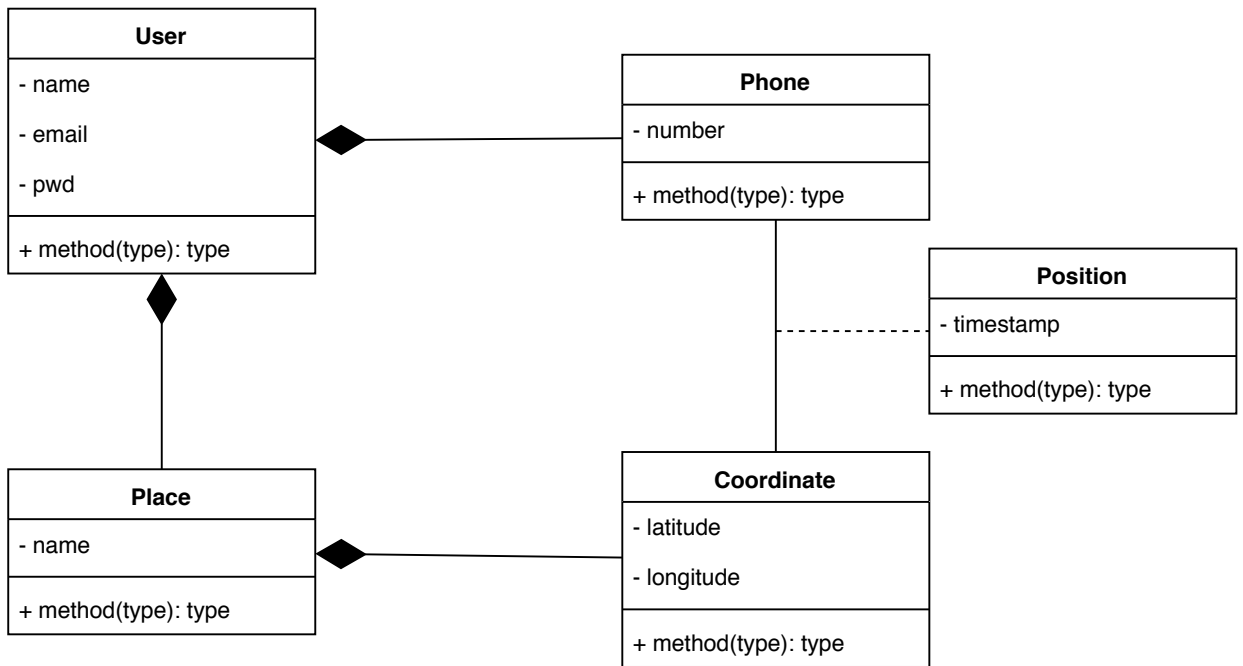 User
- name
- email
- pwd
+ method(type): type
Phone
- number
+ method(type): type
Position
- timestamp
+ method(type): type
Place
- name
+ method(type): type
Coordinate
- latitude
- longitude
+ method(type): type